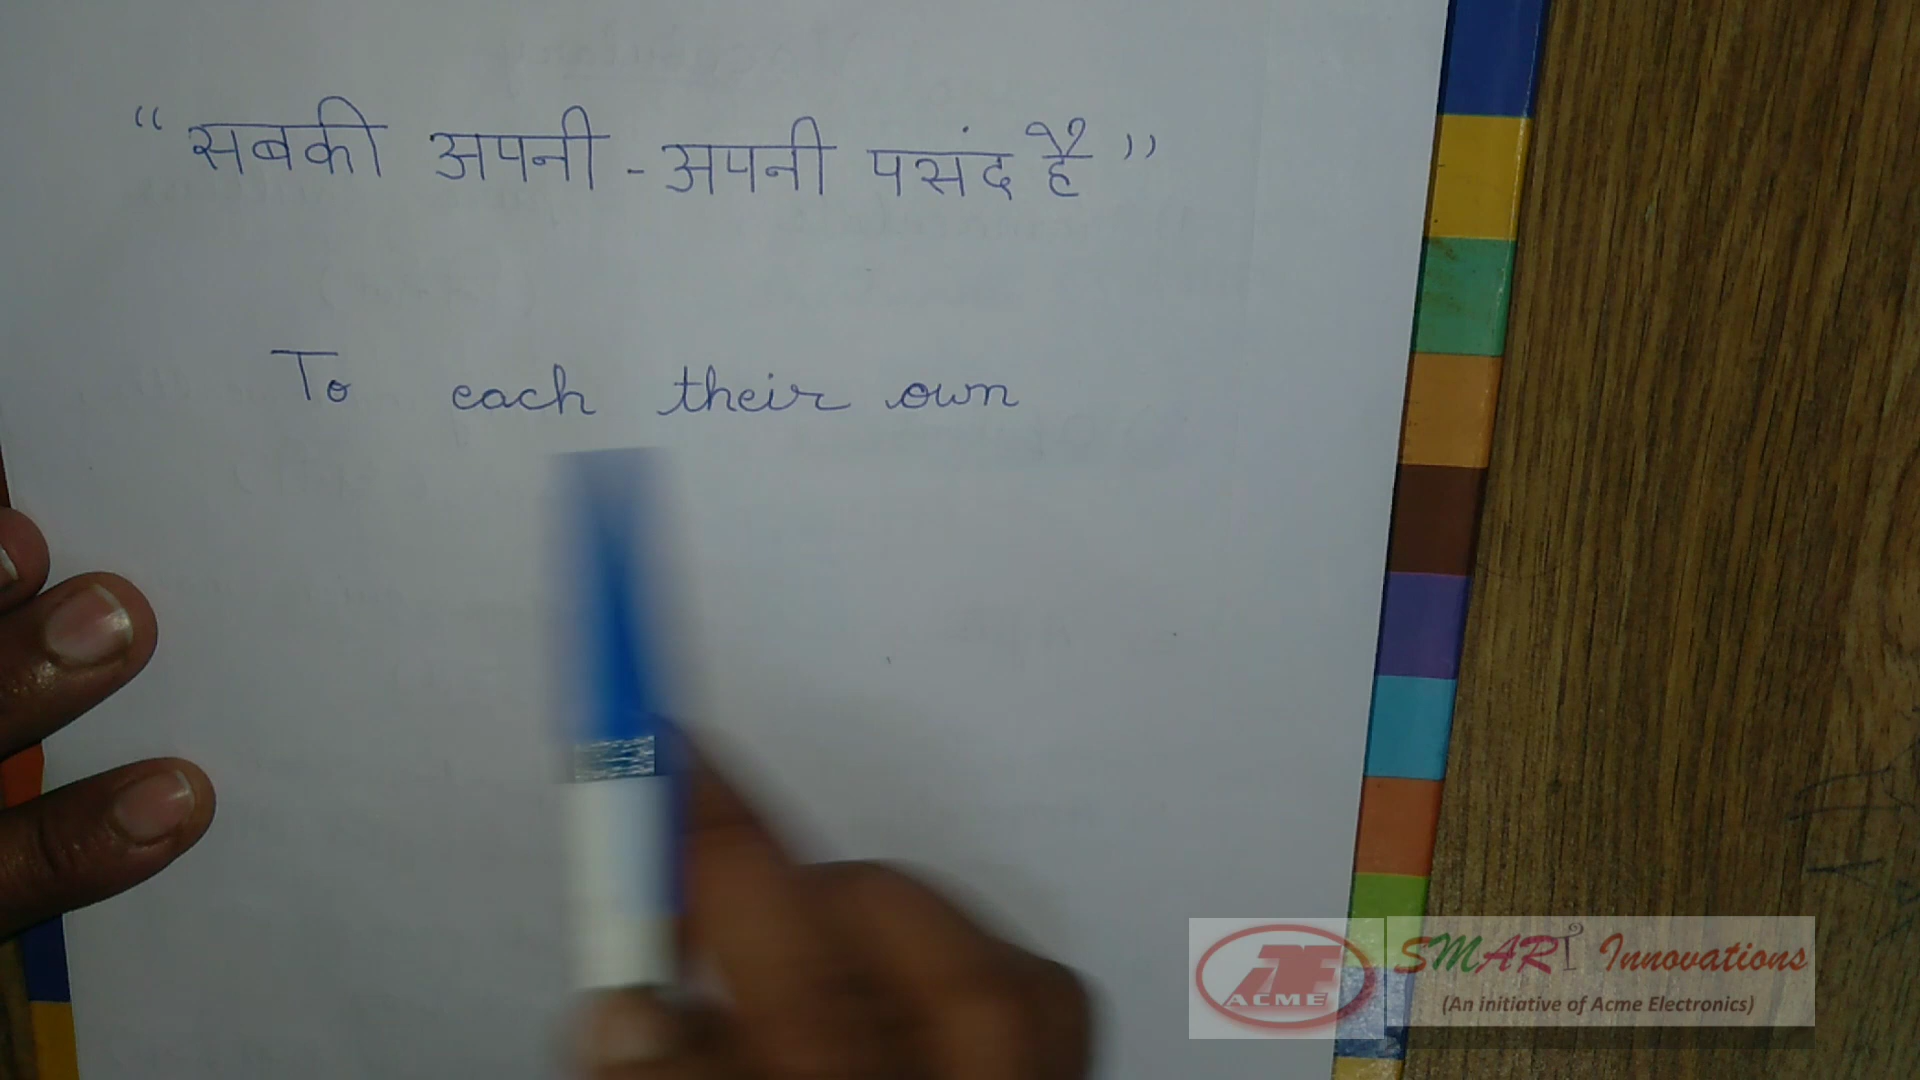 “सबकी अपनी - अपनी पसंद है”
To each their own
ACME
SMART Innovations
(An initiative of Acme Electronics)